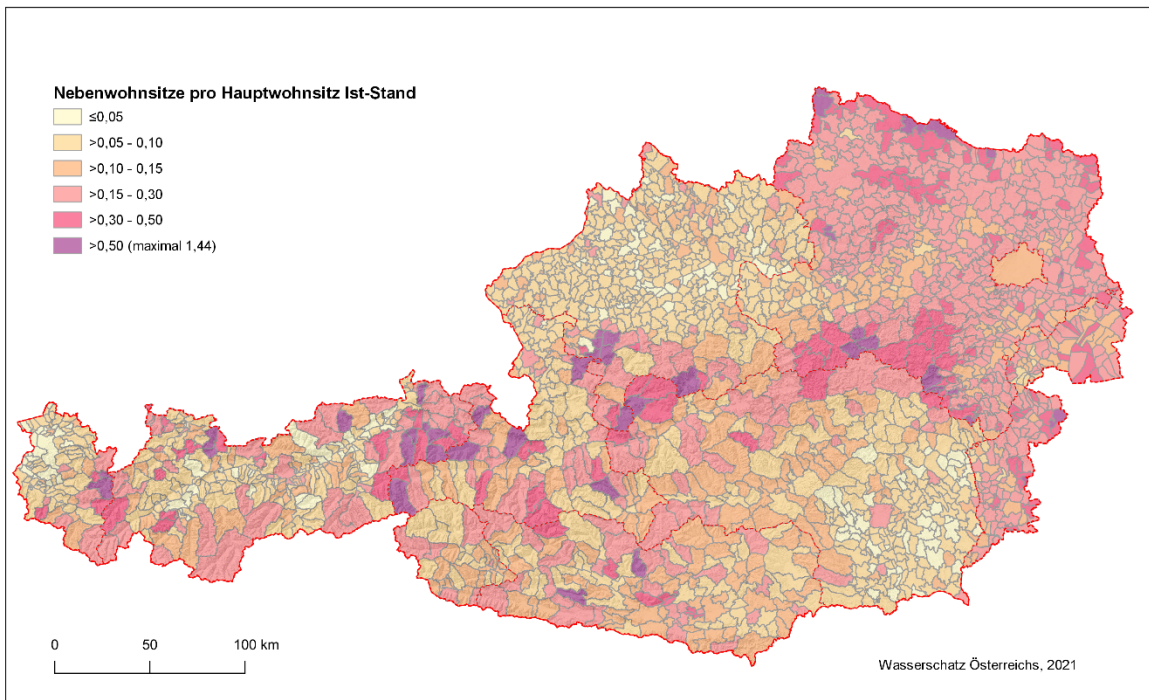 Nebenwohnsitze pro Hauptwohnsitz Ist-Stand
≤0,05
>0,05 - 0,10
>0,10 - 0,15
>0,15 - 0,30
>0,30 - 0,50
>0,50 (maximal 1,44)
0 50 100 km
Wasserschatz Österreichs, 2021